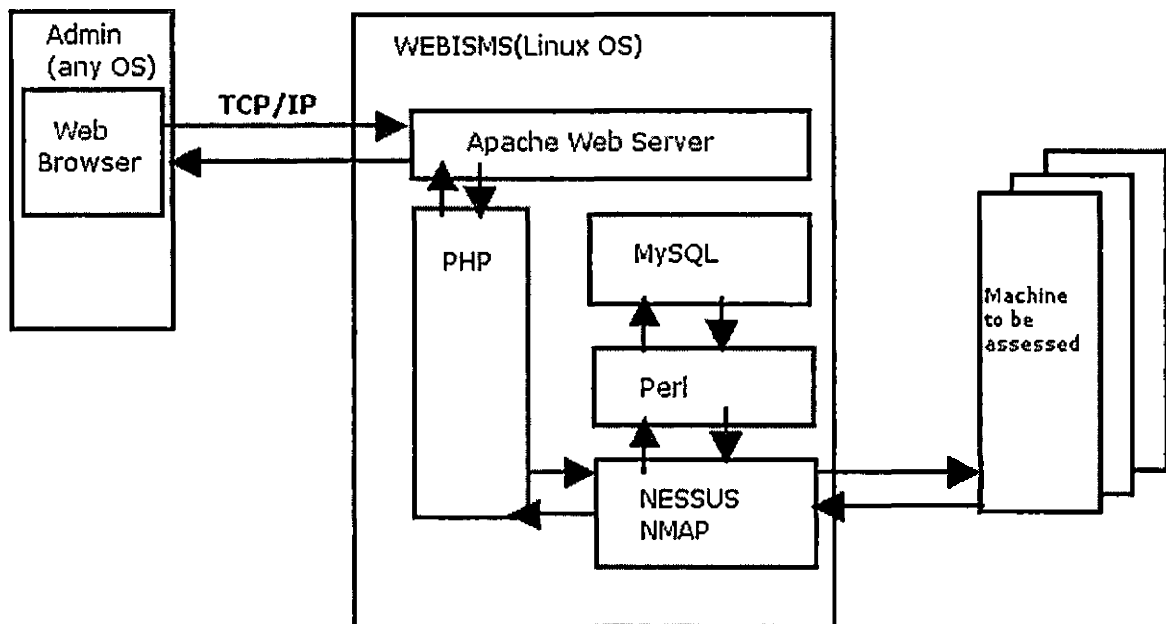 Admin
(any OS)
Web
Browser
TCP/IP
WEBISMS(Linux OS)
Apache Web Server
PHP
MySQL
Perl
NESSUS
NMAP
Machine
to be
assessed